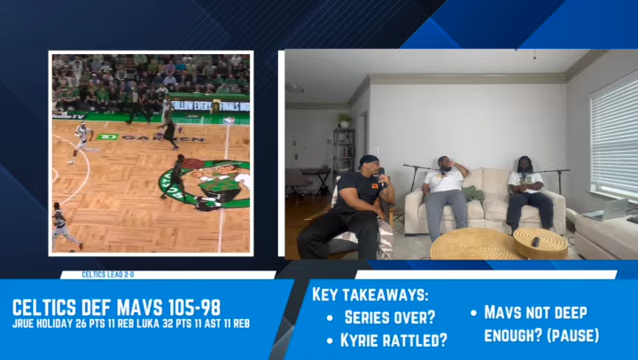 TD GARDEN
CELTICS LEAD 2-0
CELTICS DEF MAVS 105-98
JRUE HOLIDAY 26 PTS 11 REB LUKA 32 PTS 11 AST 11 REB
KEY TAKEAWAYS:
• SERIES OVER?
• KYRIE RATTLED?
• MAVS NOT DEEP
ENOUGH? (PAUSE)